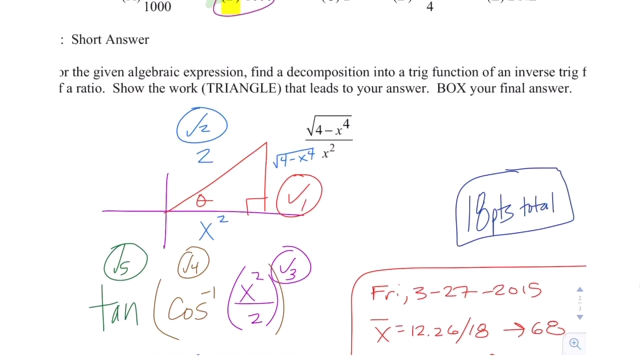 1000
4
: Short Answer
or the given algebraic expression, find a decomposition into a trig function of an inverse trig f
f a ratio. Show the work (TRIANGLE) that leads to your answer. BOX your final answer.
√2
2
√(4 − x⁴)
x²
√(4 − x⁴)
θ
√1
x²
18 pts total
√5
√4
√3
tan (cos⁻¹ (x²/2))
Fri, 3-27-2015
x̄ = 12.26/18 → 68